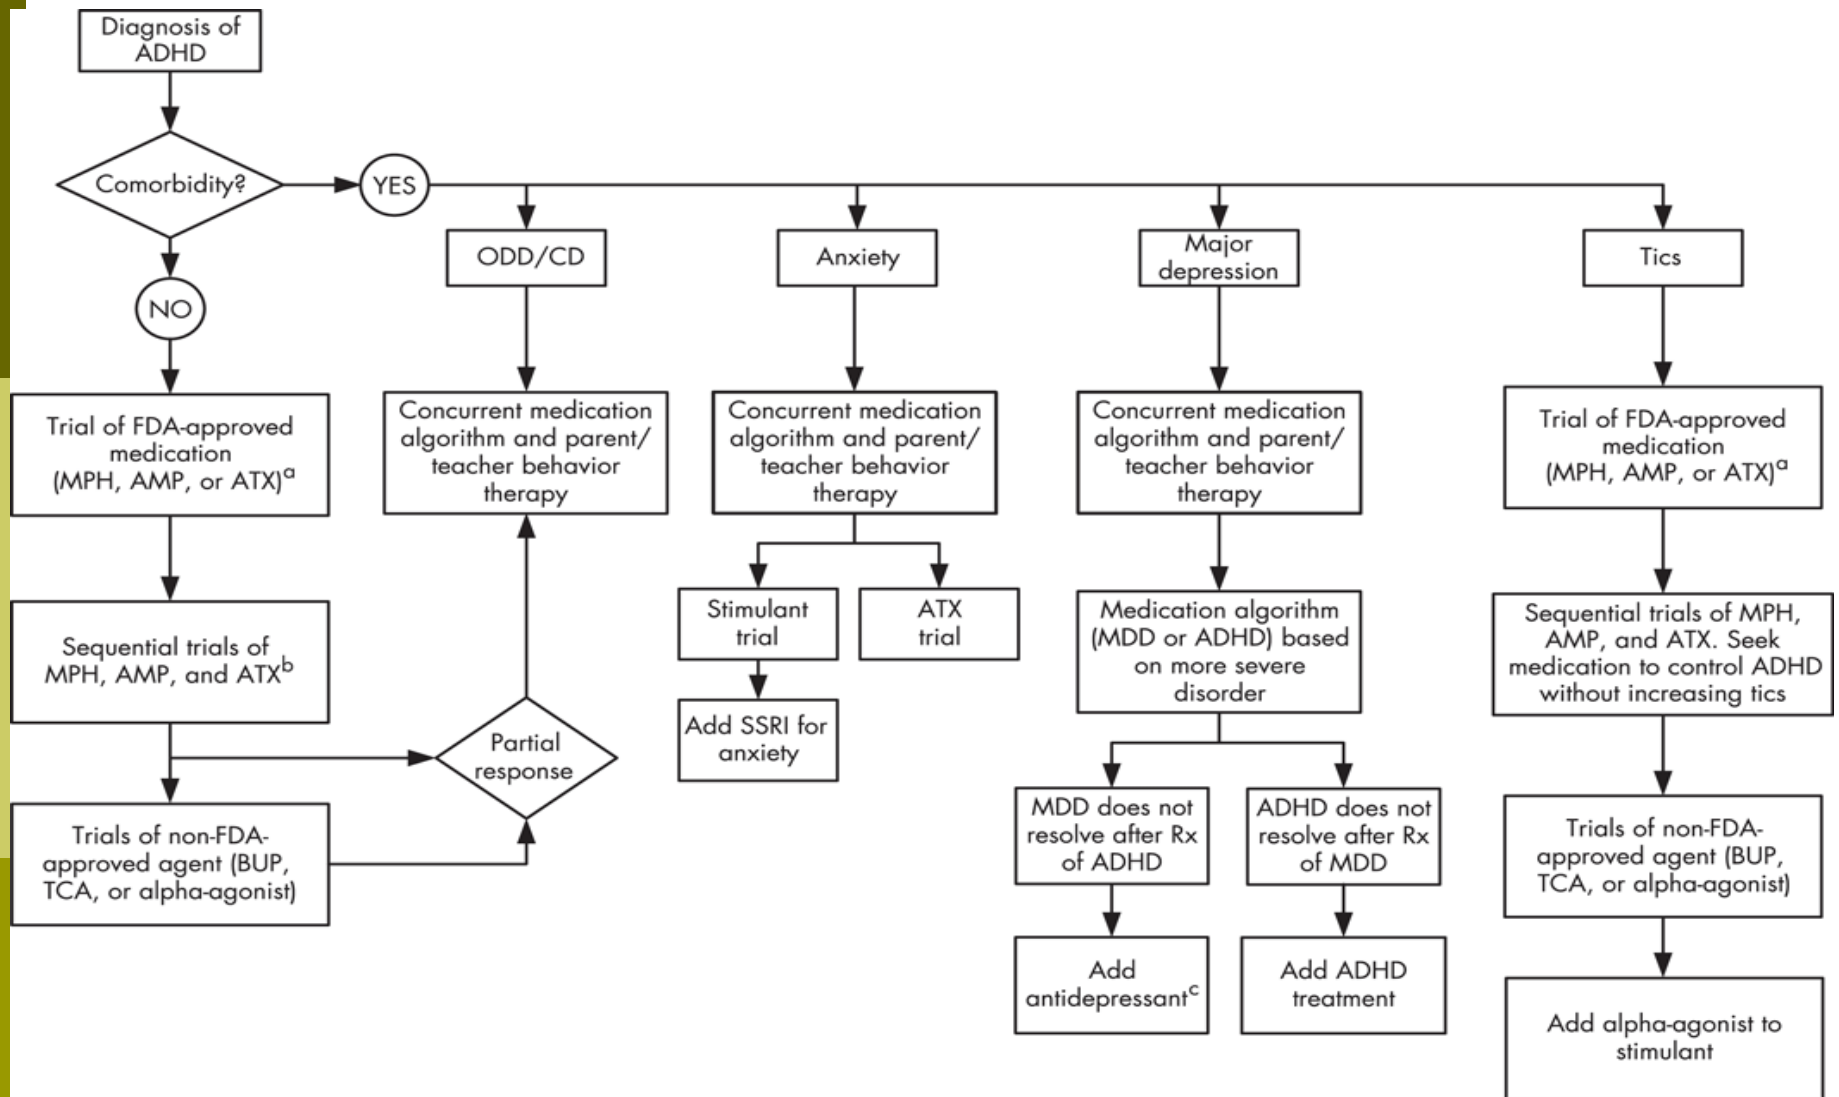 Diagnosis of
ADHD
Comorbidity?
YES
NO
ODD/CD
Anxiety
Major
depression
Tics
Trial of FDA-approved
medication
(MPH, AMP, or ATX)a
Concurrent medication
algorithm and parent/
teacher behavior
therapy
Concurrent medication
algorithm and parent/
teacher behavior
therapy
Concurrent medication
algorithm and parent/
teacher behavior
therapy
Trial of FDA-approved
medication
(MPH, AMP, or ATX)a
Sequential trials of
MPH, AMP, and ATXb
Stimulant
trial
ATX
trial
Medication algorithm
(MDD or ADHD) based
on more severe
disorder
Sequential trials of MPH,
AMP, and ATX. Seek
medication to control ADHD
without increasing tics
Partial
response
Add SSRI for
anxiety
Trials of non-FDA-
approved agent (BUP,
TCA, or alpha-agonist)
MDD does not
resolve after Rx
of ADHD
ADHD does not
resolve after Rx
of MDD
Trials of non-FDA-
approved agent (BUP,
TCA, or alpha-agonist)
Add
antidepressantc
Add ADHD
treatment
Add alpha-agonist to
stimulant